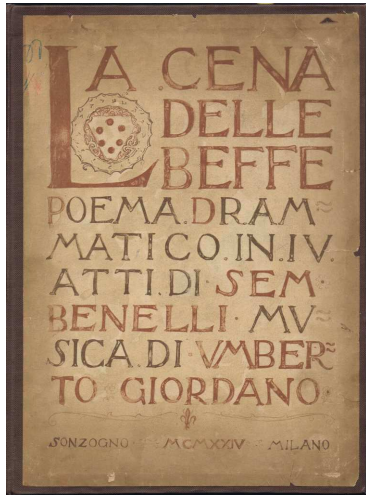 LA CENA
DELLE
BEFFE
POEMA.DRAM=
MATICO.IN.IV.
ATTI.DI.SEM.
BENELLI.MV=
SICA.DI.VMBER=
TO GIORDANO.
SONZOGNO MCMXXIV MILANO